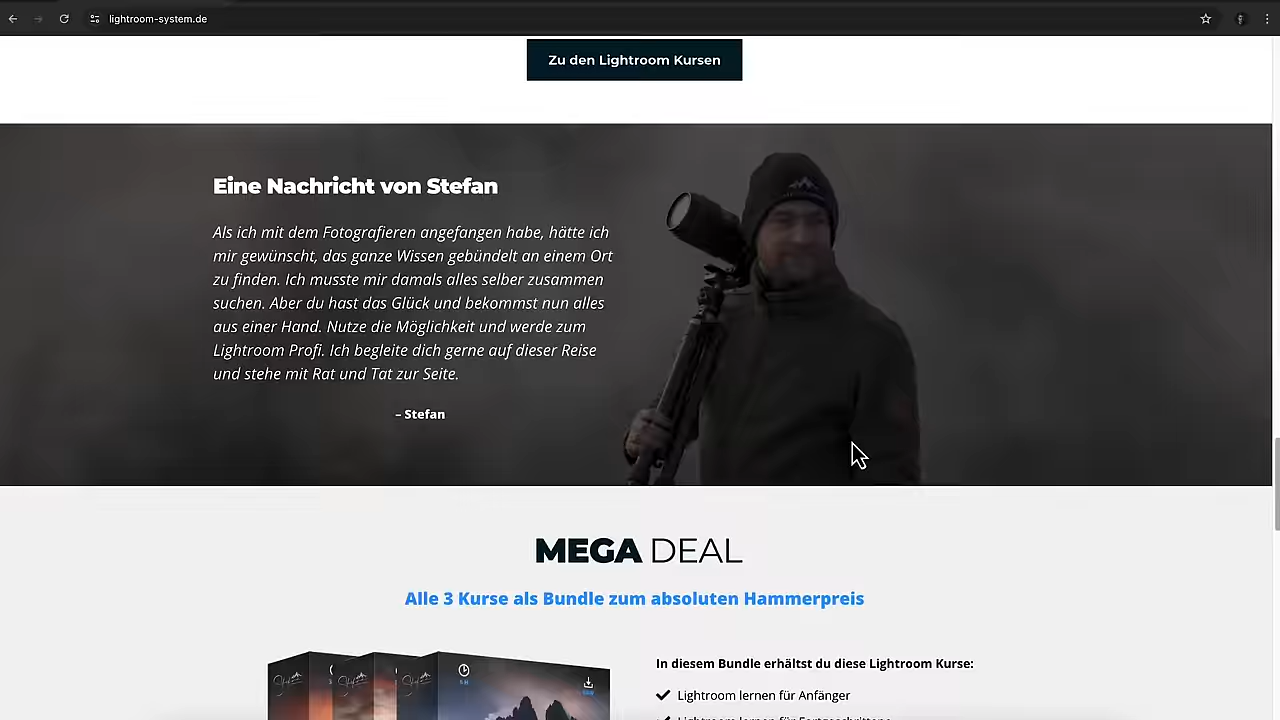 lightroom-system.de
Zu den Lightroom Kursen
Eine Nachricht von Stefan
Als ich mit dem Fotografieren angefangen habe, hätte ich
mir gewünscht, das ganze Wissen gebündelt an einem Ort
zu finden. Ich musste mir damals alles selber zusammen
suchen. Aber du hast das Glück und bekommst nun alles
aus einer Hand. Nutze die Möglichkeit und werde zum
Lightroom Profi. Ich begleite dich gerne auf dieser Reise
und stehe mit Rat und Tat zur Seite.
– Stefan
MEGA DEAL
Alle 3 Kurse als Bundle zum absoluten Hammerpreis
In diesem Bundle erhältst du diese Lightroom Kurse:
Lightroom lernen für Anfänger
Lightroom lernen für Fortgeschrittene